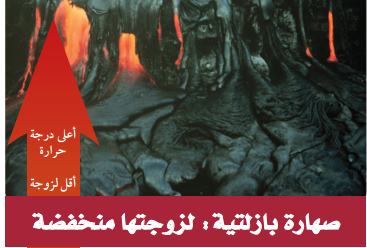 أعلى درجة
حرارة
أقل لزوجة
صهارة بازلتية: لزوجتها منخفضة